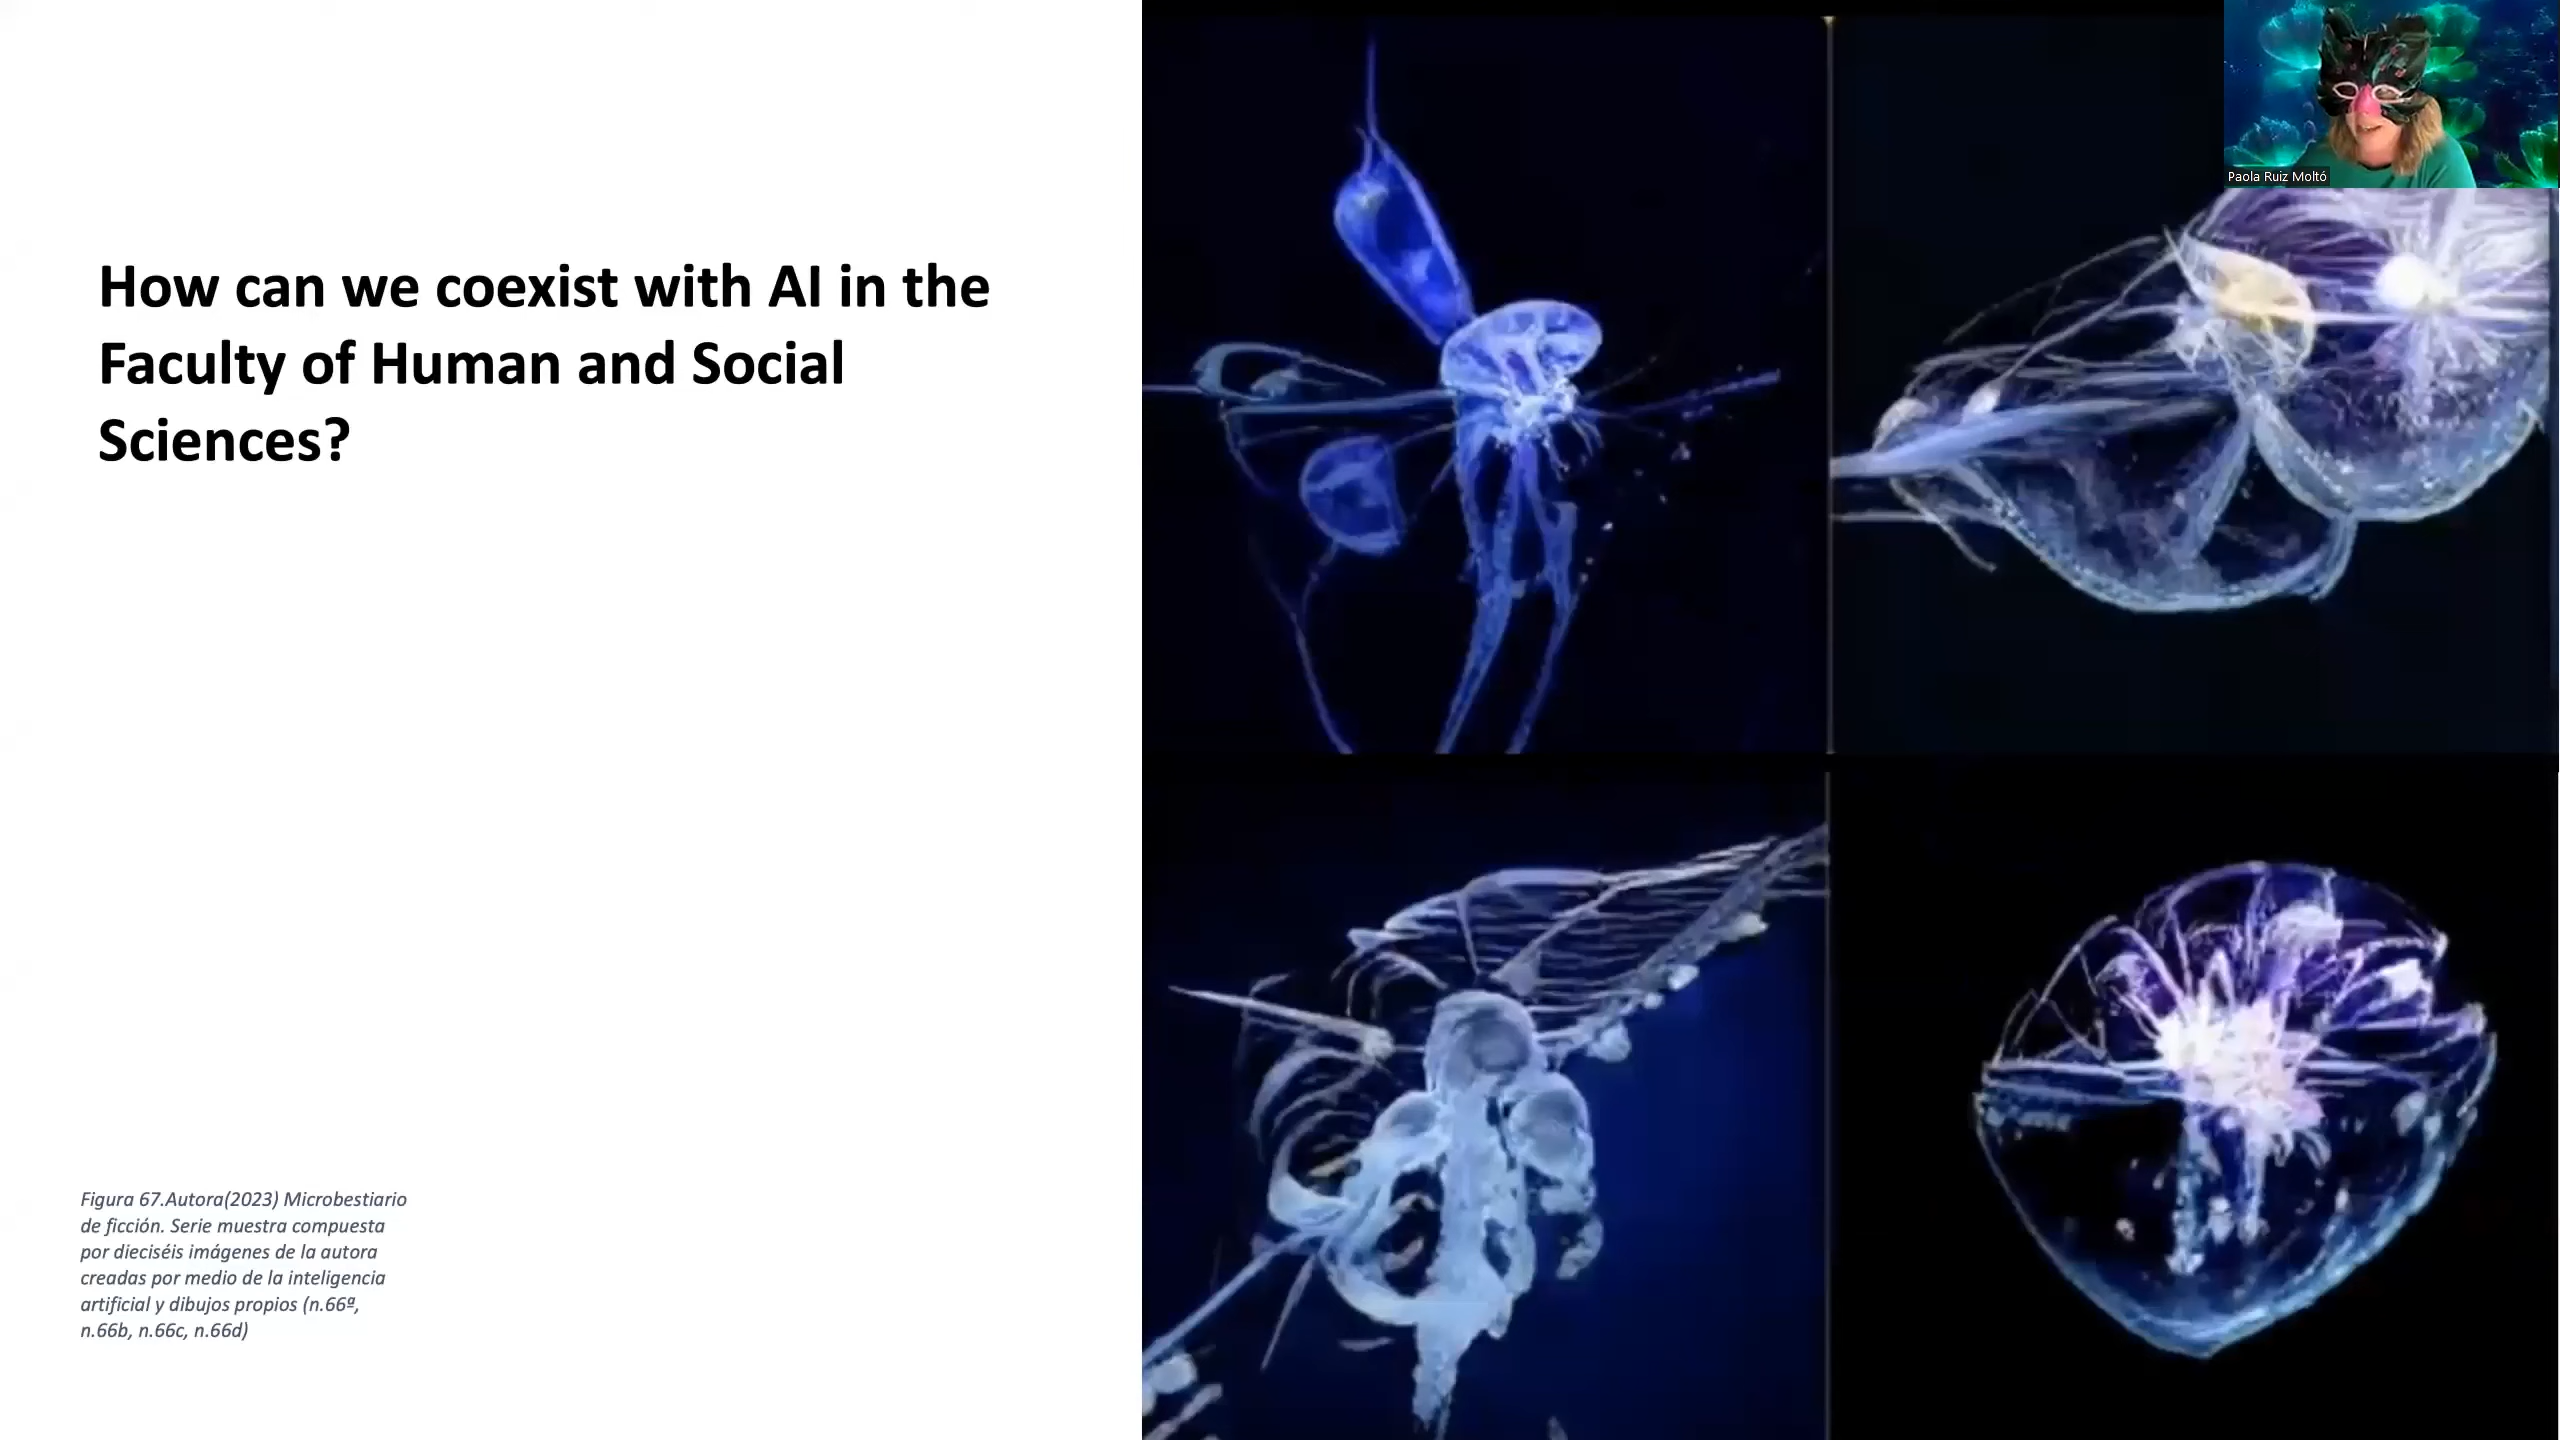 How can we coexist with AI in the
Faculty of Human and Social
Sciences?
Figura 67.Autora(2023) Microbestiario
de ficción. Serie muestra compuesta
por dieciséis imágenes de la autora
creadas por medio de la inteligencia
artificial y dibujos propios (n.66ª,
n.66b, n.66c, n.66d)
Paola Ruiz Moltó